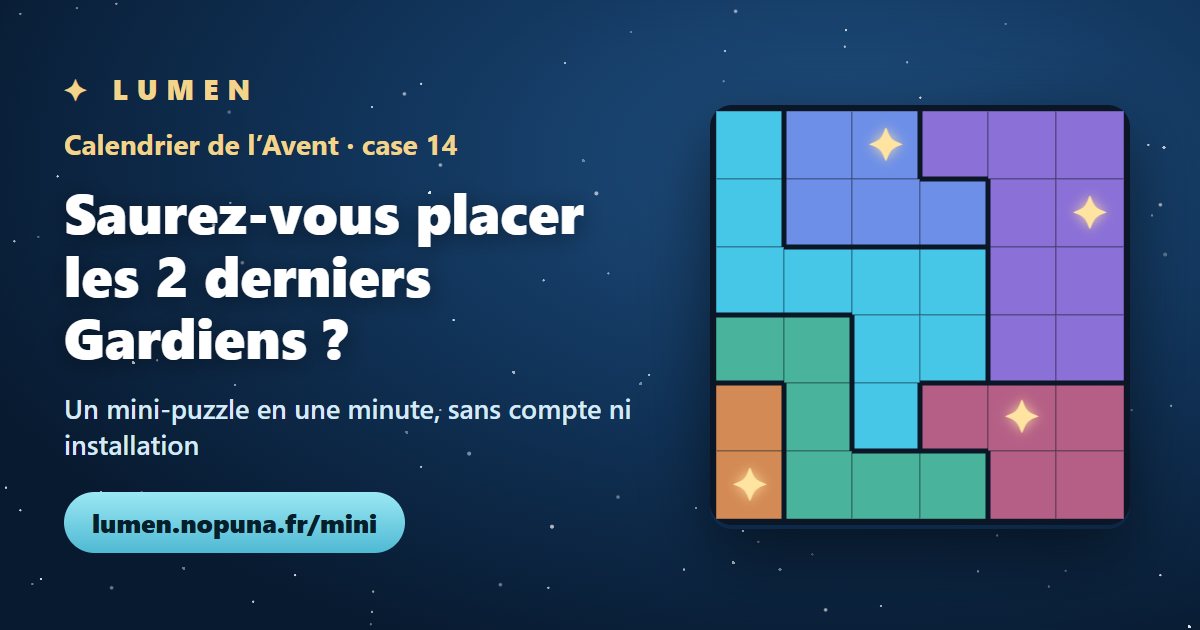 LUMEN
Calendrier de l’Avent · case 14
Saurez-vous placer
les 2 derniers
Gardiens ?
Un mini-puzzle en une minute, sans compte ni
installation
lumen.nopuna.fr/mini